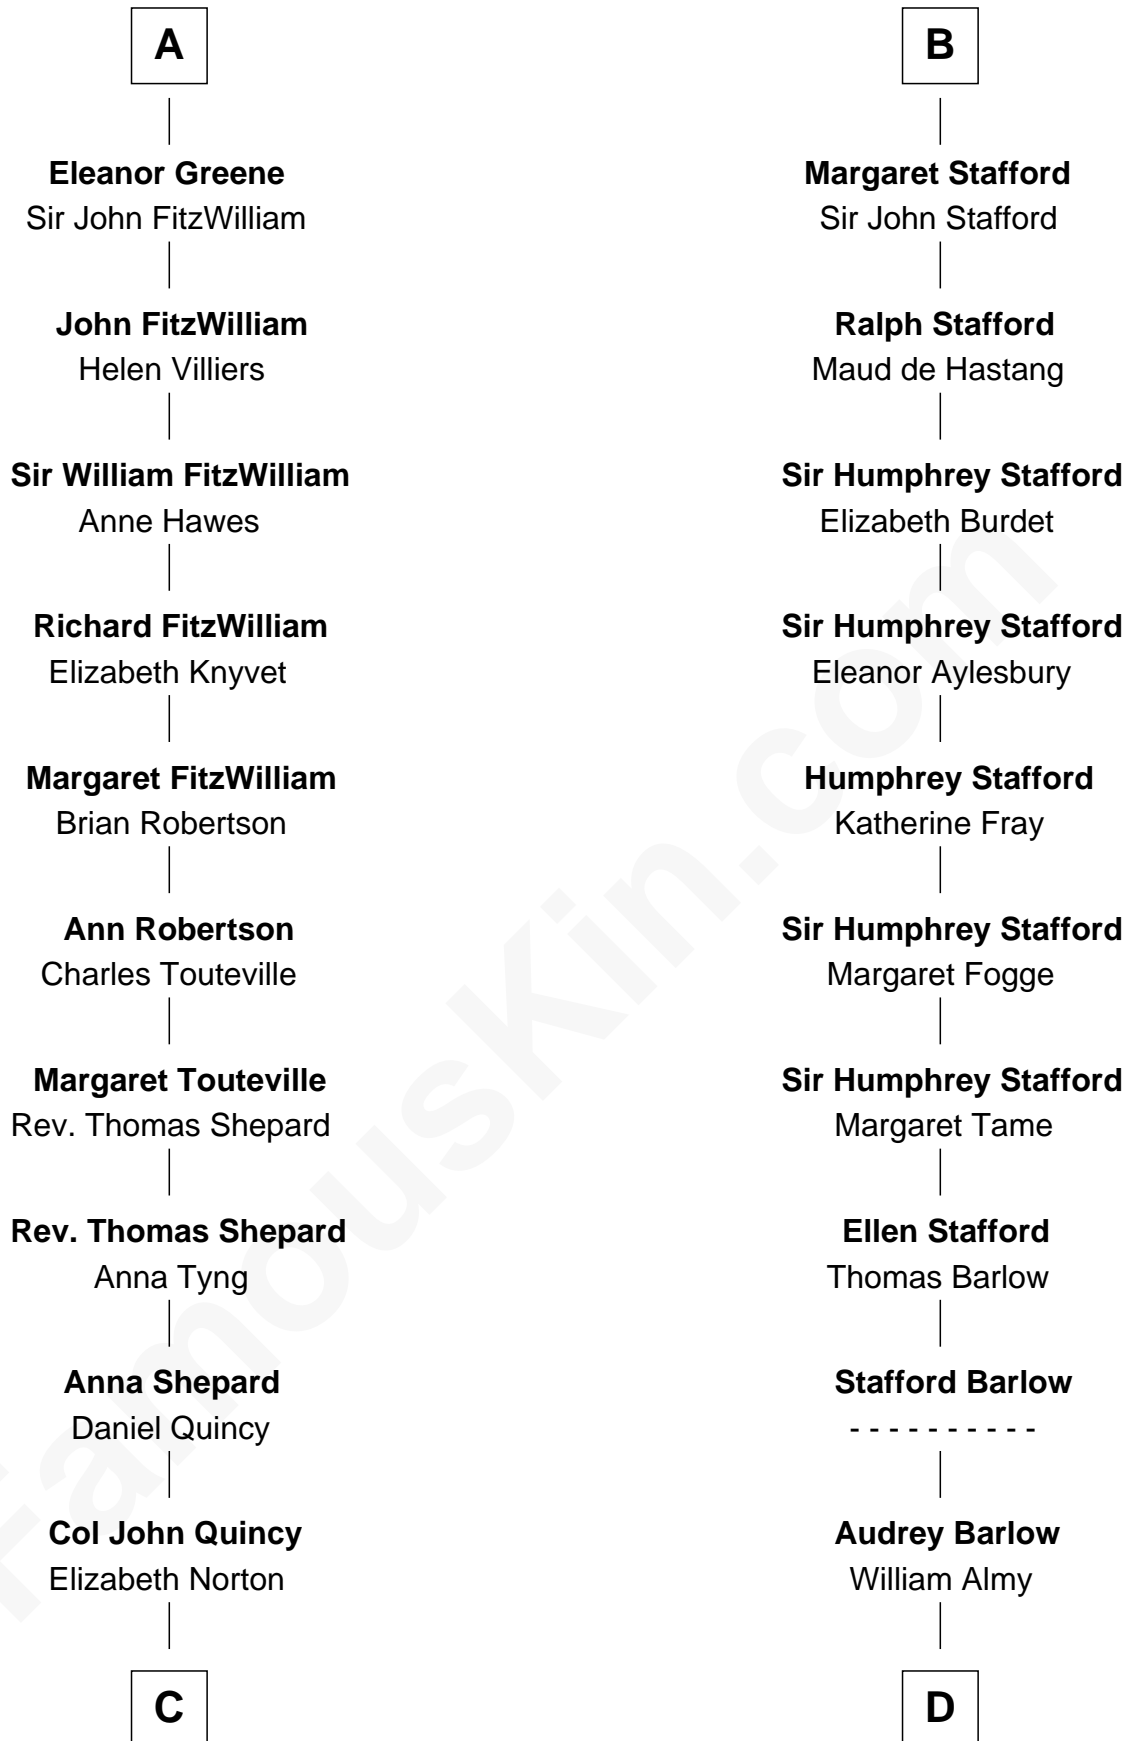 A
Eleanor Greene
Sir John FitzWilliam
John FitzWilliam
Helen Villiers
Sir William FitzWilliam
Anne Hawes
Richard FitzWilliam
Elizabeth Knyvet
Margaret FitzWilliam
Brian Robertson
Ann Robertson
Charles Touteville
Margaret Touteville
Rev. Thomas Shepard
Rev. Thomas Shepard
Anna Tyng
Anna Shepard
Daniel Quincy
Col John Quincy
Elizabeth Norton
C
B
Margaret Stafford
Sir John Stafford
Ralph Stafford
Maud de Hastang
Sir Humphrey Stafford
Elizabeth Burdet
Sir Humphrey Stafford
Eleanor Aylesbury
Humphrey Stafford
Katherine Fray
Sir Humphrey Stafford
Margaret Fogge
Sir Humphrey Stafford
Margaret Tame
Ellen Stafford
Thomas Barlow
Stafford Barlow
- - - - - - - - - -
Audrey Barlow
William Almy
D
FamousKin.com